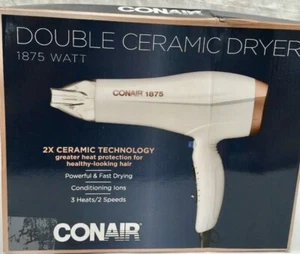 DOUBLE CERAMIC DRYER
1875 WATT
CONAIR 1875
2X CERAMIC TECHNOLOGY
greater heat protection for
healthy-looking hair
Powerful & Fast Drying
Conditioning Ions
3 Heats/2 Speeds
CONAIR